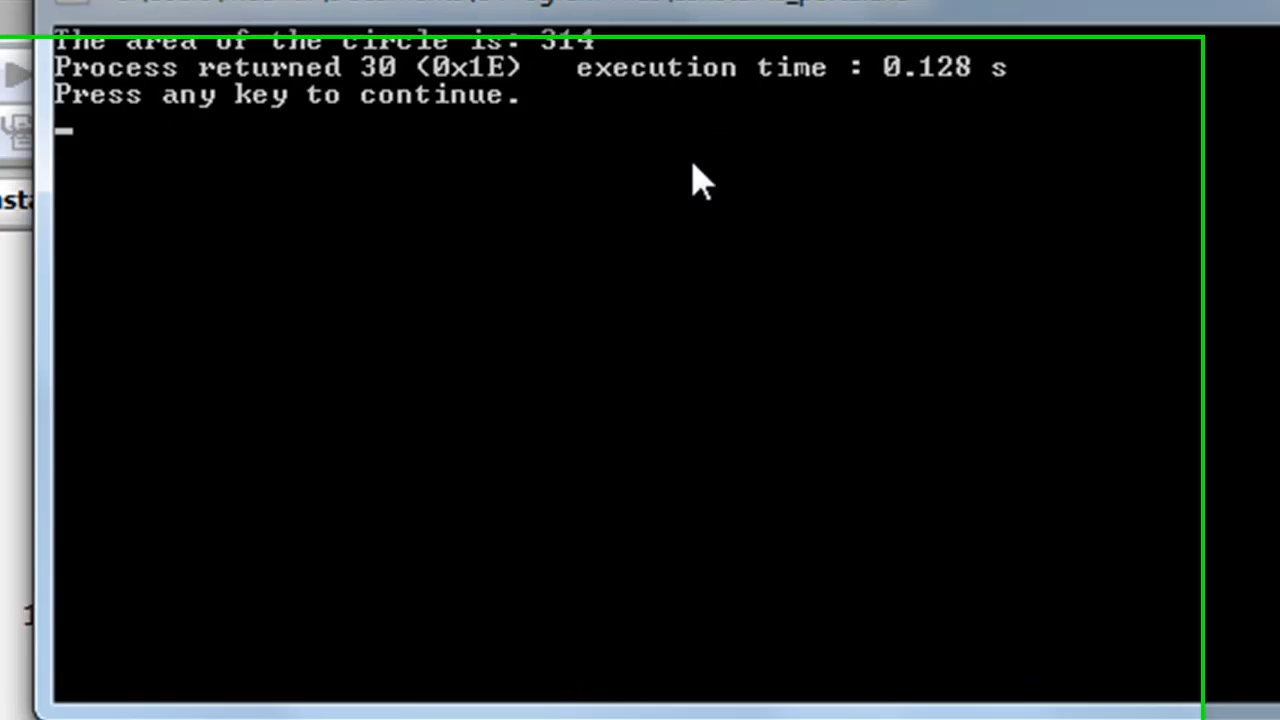 The area of the circle is: 314
Process returned 30 (0x1E)   execution time : 0.128 s
Press any key to continue.